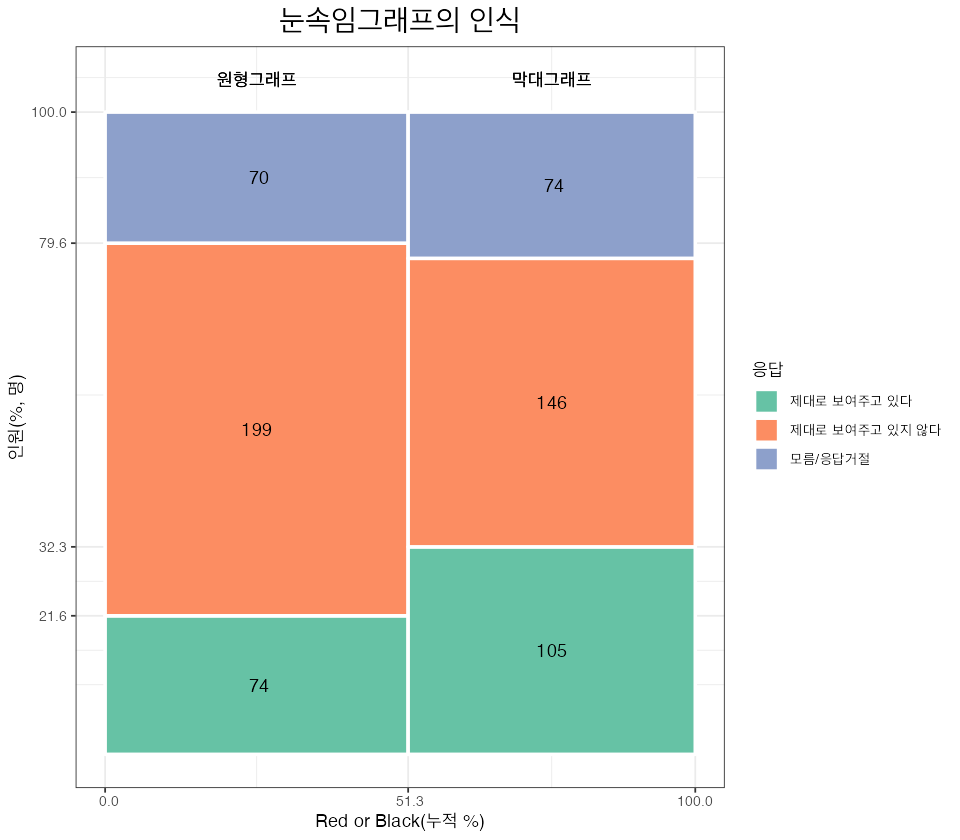 눈속임그래프의 인식
원형그래프
막대그래프
100.0
79.6
32.3
21.6
인원(%, 명)
70
74
199
146
74
105
0.0
51.3
100.0
Red or Black(누적 %)
응답
제대로 보여주고 있다
제대로 보여주고 있지 않다
모름/응답거절